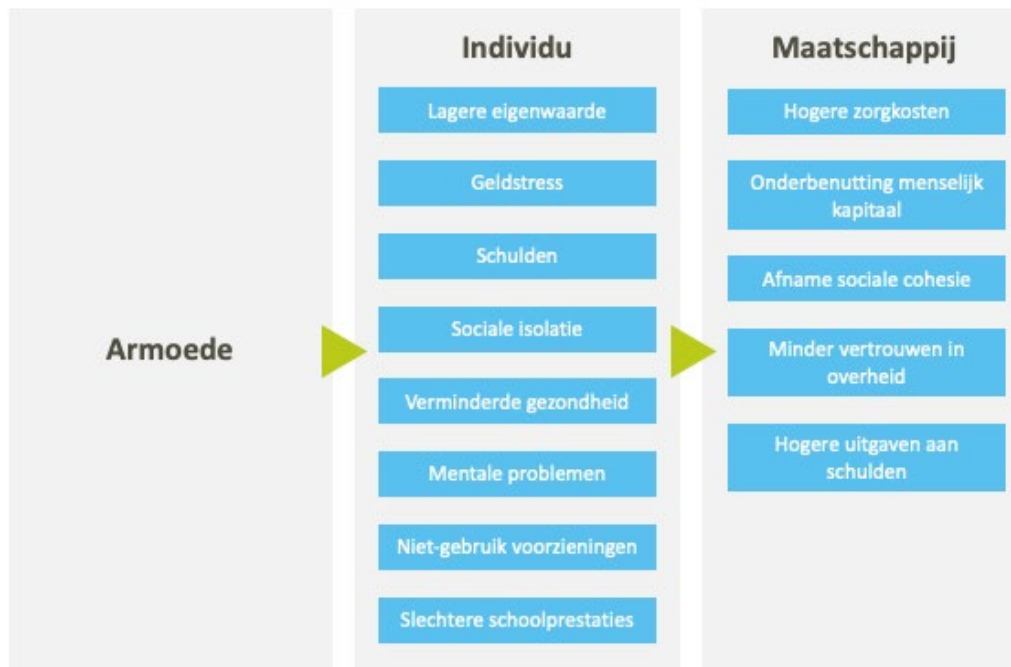 Armoede
Individu
Lagere eigenwaarde
Geldstress
Schulden
Sociale isolatie
Verminderde gezondheid
Mentale problemen
Niet-gebruik voorzieningen
Slechtere schoolprestaties
Maatschappij
Hogere zorgkosten
Onderbenutting menselijk
kapitaal
Afname sociale cohesie
Minder vertrouwen in
overheid
Hogere uitgaven aan
schulden